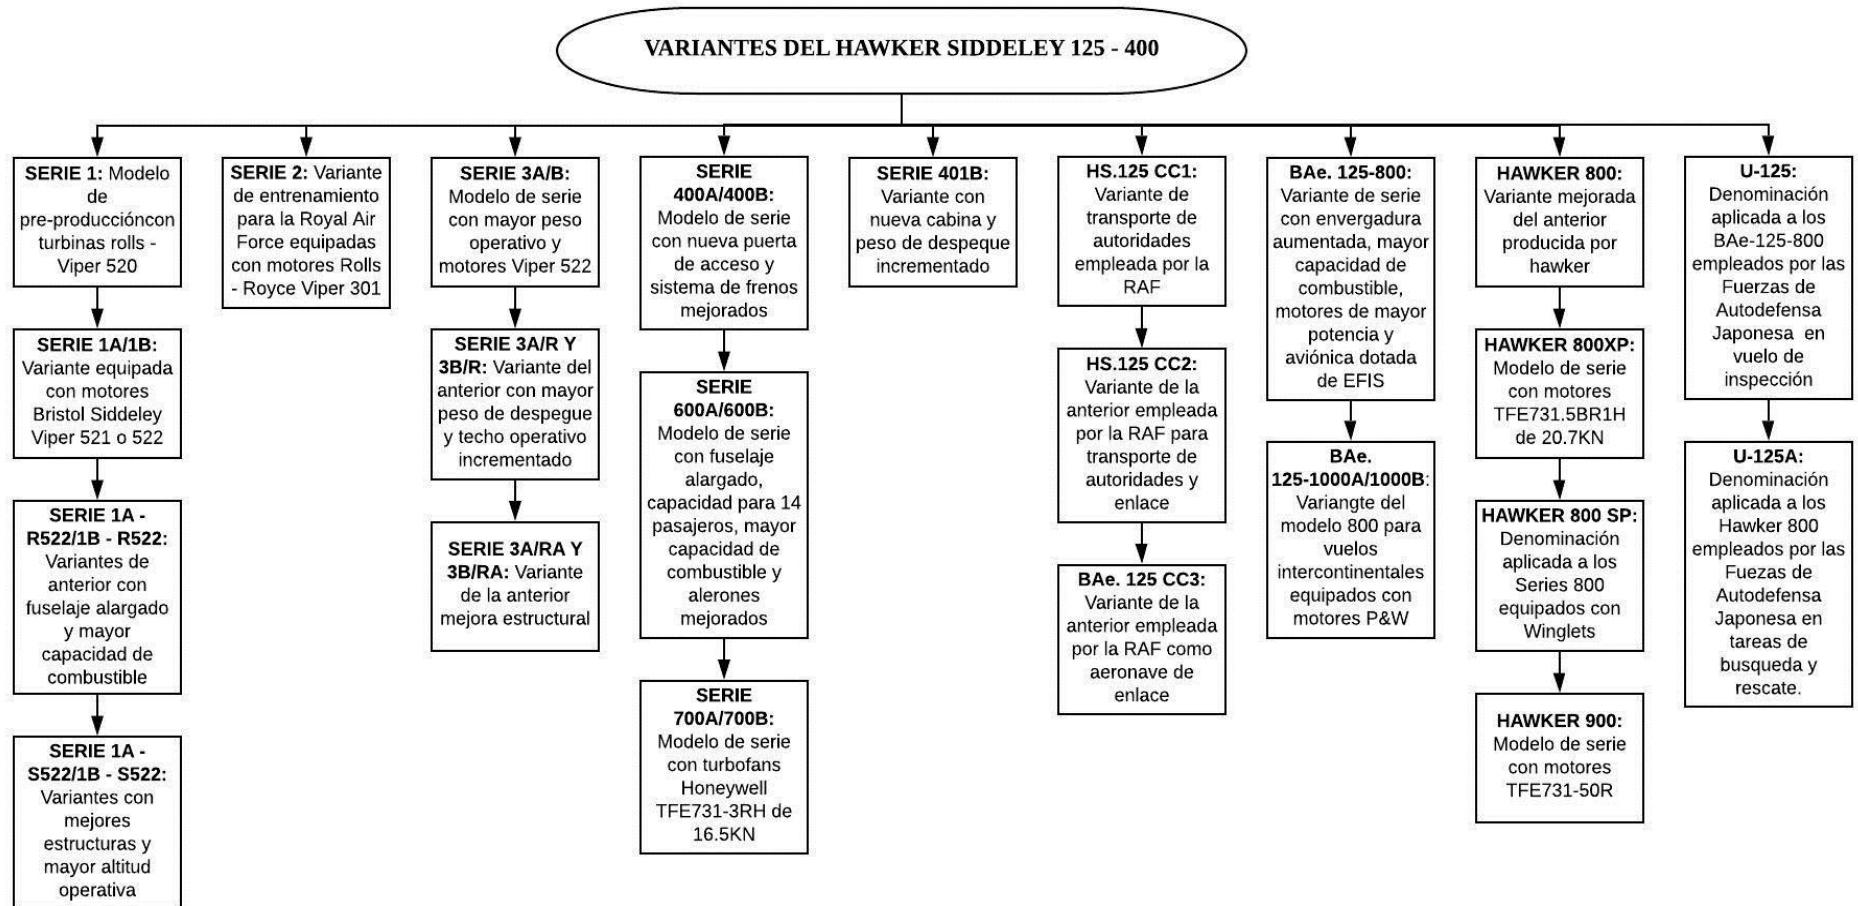 VARIANTES DEL HAWKER SIDDELEY 125 - 400
SERIE 1: Modelo
de
pre-produccióncon
turbinas rolls -
Viper 520
SERIE 1A/1B:
Variante equipada
con motores
Bristol Siddeley
Viper 521 o 522
SERIE 1A -
R522/1B - R522:
Variantes de
anterior con
fuselaje alargado
y mayor
capacidad de
combustible
SERIE 1A -
S522/1B - S522:
Variantes con
mejores
estructuras y
mayor altitud
operativa
SERIE 2: Variante
de entrenamiento
para la Royal Air
Force equipadas
con motores Rolls
- Royce Viper 301
SERIE 3A/B:
Modelo de serie
con mayor peso
operativo y
motores Viper 522
SERIE 3A/R Y
3B/R: Variante del
anterior con mayor
peso de despegue
y techo operativo
incrementado
SERIE 3A/RA Y
3B/RA: Variante
de la anterior
mejora estructural
SERIE
400A/400B:
Modelo de serie
con nueva puerta
de acceso y
sistema de frenos
mejorados
SERIE
600A/600B:
Modelo de serie
con fuselaje
alargado,
capacidad para 14
pasajeros, mayor
capacidad de
combustible y
alerones
mejorados
SERIE
700A/700B:
Modelo de serie
con turbofans
Honeywell
TFE731-3RH de
16.5KN
SERIE 401B:
Variante con
nueva cabina y
peso de despeque
incrementado
HS.125 CC1:
Variante de
transporte de
autoridades
empleada por la
RAF
HS.125 CC2:
Variante de la
anterior empleada
por la RAF para
transporte de
autoridades y
enlace
BAe. 125 CC3:
Variante de la
anterior empleada
por la RAF como
aeronave de
enlace
BAe. 125-800:
Variante de serie
con envergadura
aumentada, mayor
capacidad de
combustible,
motores de mayor
potencia y
aviónica dotada
de EFIS
BAe.
125-1000A/1000B:
Variangte del
modelo 800 para
vuelos
intercontinentales
equipados con
motores P&W
HAWKER 800:
Variante mejorada
del anterior
producida por
hawker
HAWKER 800XP:
Modelo de serie
con motores
TFE731.5BR1H
de 20.7KN
HAWKER 800 SP:
Denominación
aplicada a los
Series 800
equipados con
Winglets
HAWKER 900:
Modelo de serie
con motores
TFE731-50R
U-125:
Denominación
aplicada a los
BAe-125-800
empleados por las
Fuerzas de
Autodefensa
Japonesa en
vuelo de
inspección
U-125A:
Denominación
aplicada a los
Hawker 800
empleados por las
Fuezas de
Autodefensa
Japonesa en
tareas de
busqueda y
rescate.